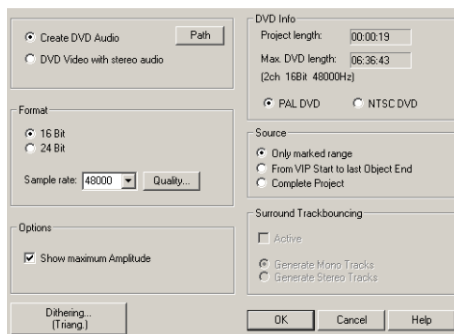 Create DVD Audio
Path
DVD Video with stereo audio
Format
16 Bit
24 Bit
Sample rate: 48000 Quality...
Options
Show maximum Amplitude
Dithering...
(Triang.)
DVD Info
Project length: 00:00:19
Max. DVD length: 06:36:43
(2ch 16Bit 48000Hz)
PAL DVD NTSC DVD
Source
Only marked range
From VIP Start to last Object End
Complete Project
Surround Trackbouncing
Active
Generate Mono Tracks
Generate Stereo Tracks
OK Cancel Help